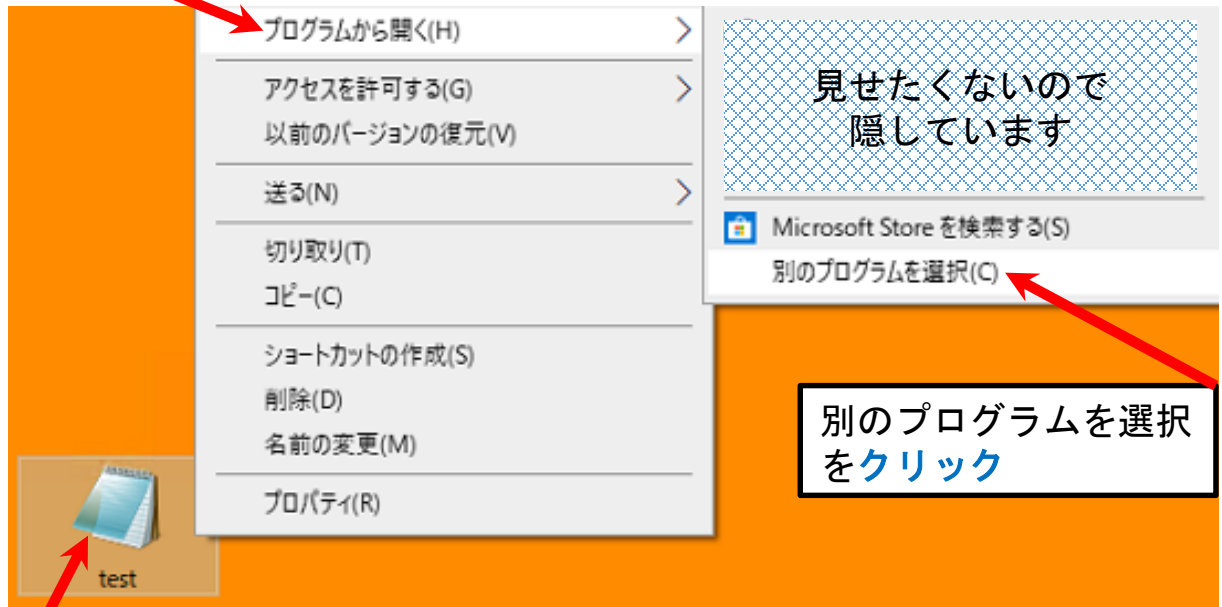 プログラムから開く(H)
アクセスを許可する(G)
以前のバージョンの復元(V)
送る(N)
切り取り(T)
コピー(C)
ショートカットの作成(S)
削除(D)
名前の変更(M)
プロパティ(R)
見せたくないので
隠しています
Microsoft Store を検索する(S)
別のプログラムを選択(C)
別のプログラムを選択
をクリック
test